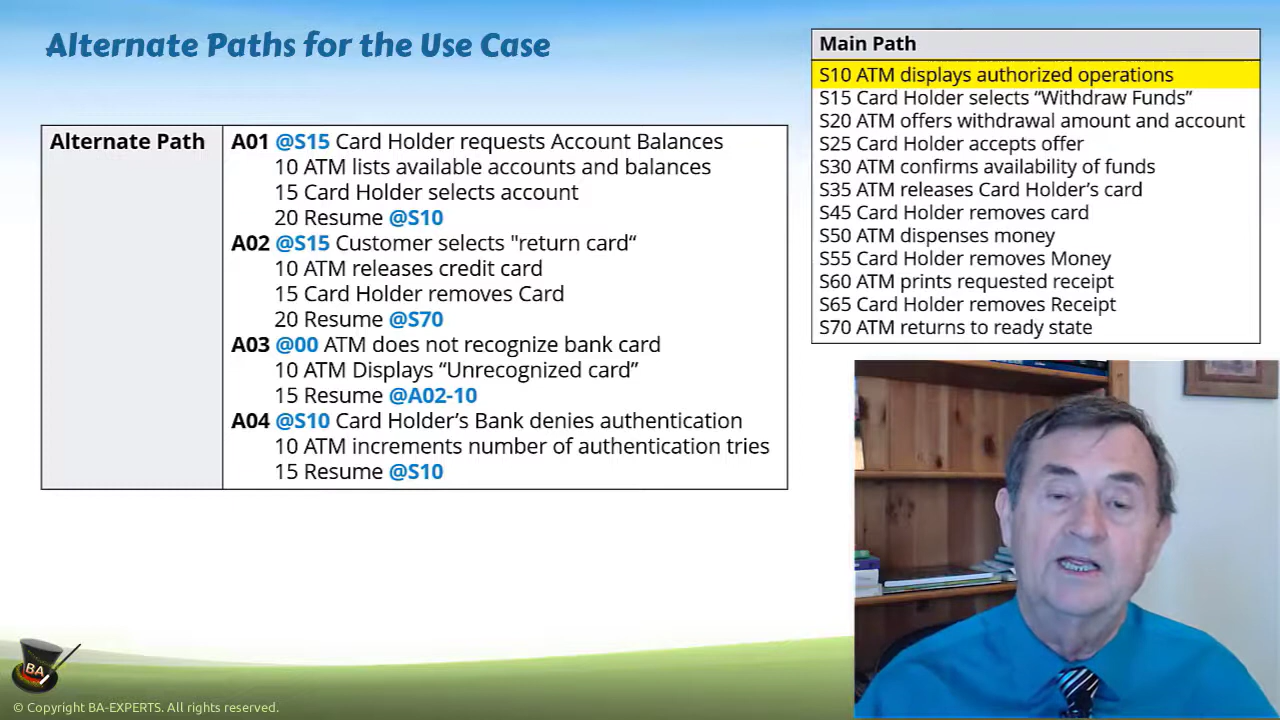 Alternate Paths for the Use Case
Alternate Path
A01 @S15 Card Holder requests Account Balances
10 ATM lists available accounts and balances
15 Card Holder selects account
20 Resume @S10
A02 @S15 Customer selects "return card“
10 ATM releases credit card
15 Card Holder removes Card
20 Resume @S70
A03 @00 ATM does not recognize bank card
10 ATM Displays “Unrecognized card”
15 Resume @A02-10
A04 @S10 Card Holder’s Bank denies authentication
10 ATM increments number of authentication tries
15 Resume @S10
Main Path
S10 ATM displays authorized operations
S15 Card Holder selects “Withdraw Funds”
S20 ATM offers withdrawal amount and account
S25 Card Holder accepts offer
S30 ATM confirms availability of funds
S35 ATM releases Card Holder’s card
S45 Card Holder removes card
S50 ATM dispenses money
S55 Card Holder removes Money
S60 ATM prints requested receipt
S65 Card Holder removes Receipt
S70 ATM returns to ready state
BA
© Copyright BA-EXPERTS. All rights reserved.